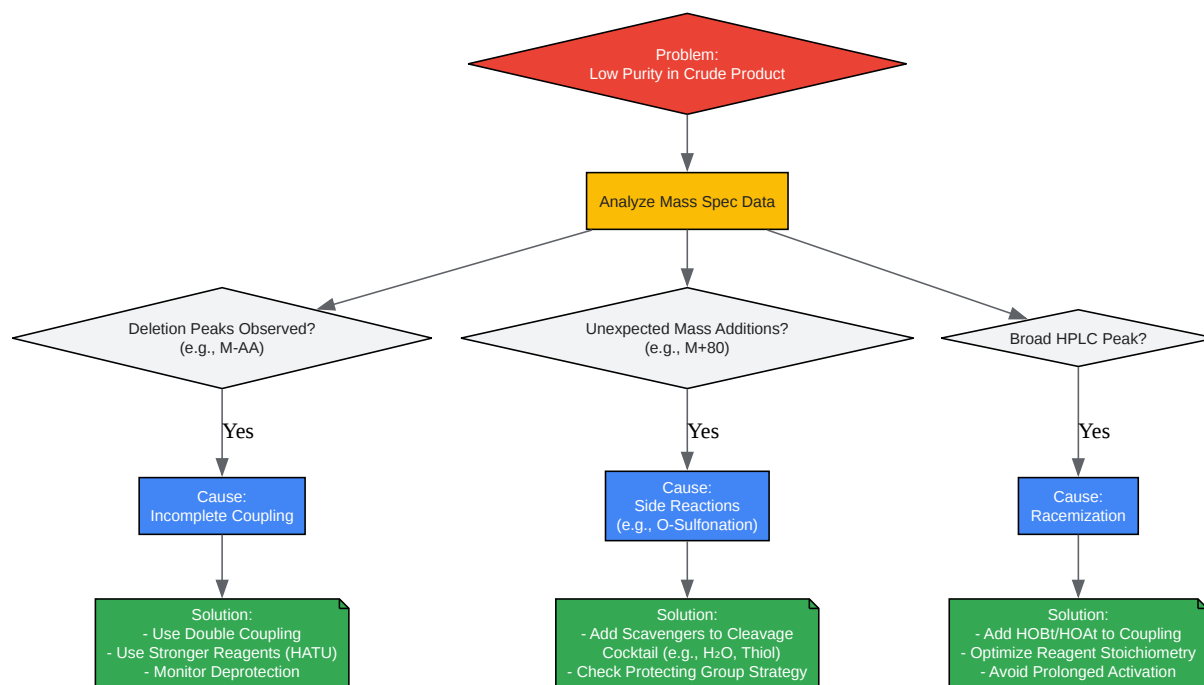 Problem:
Low Purity in Crude Product
Analyze Mass Spec Data
Deletion Peaks Observed?
(e.g., M-AA)
Unexpected Mass Additions?
(e.g., M+80)
Broad HPLC Peak?
Yes
Yes
Yes
Cause:
Incomplete Coupling
Cause:
Side Reactions
(e.g., O-Sulfonation)
Cause:
Racemization
Solution:
- Use Double Coupling
- Use Stronger Reagents (HATU)
- Monitor Deprotection
Solution:
- Add Scavengers to Cleavage
Cocktail (e.g., H₂O, Thiol)
- Check Protecting Group Strategy
Solution:
- Add HOBt/HOAt to Coupling
- Optimize Reagent Stoichiometry
- Avoid Prolonged Activation